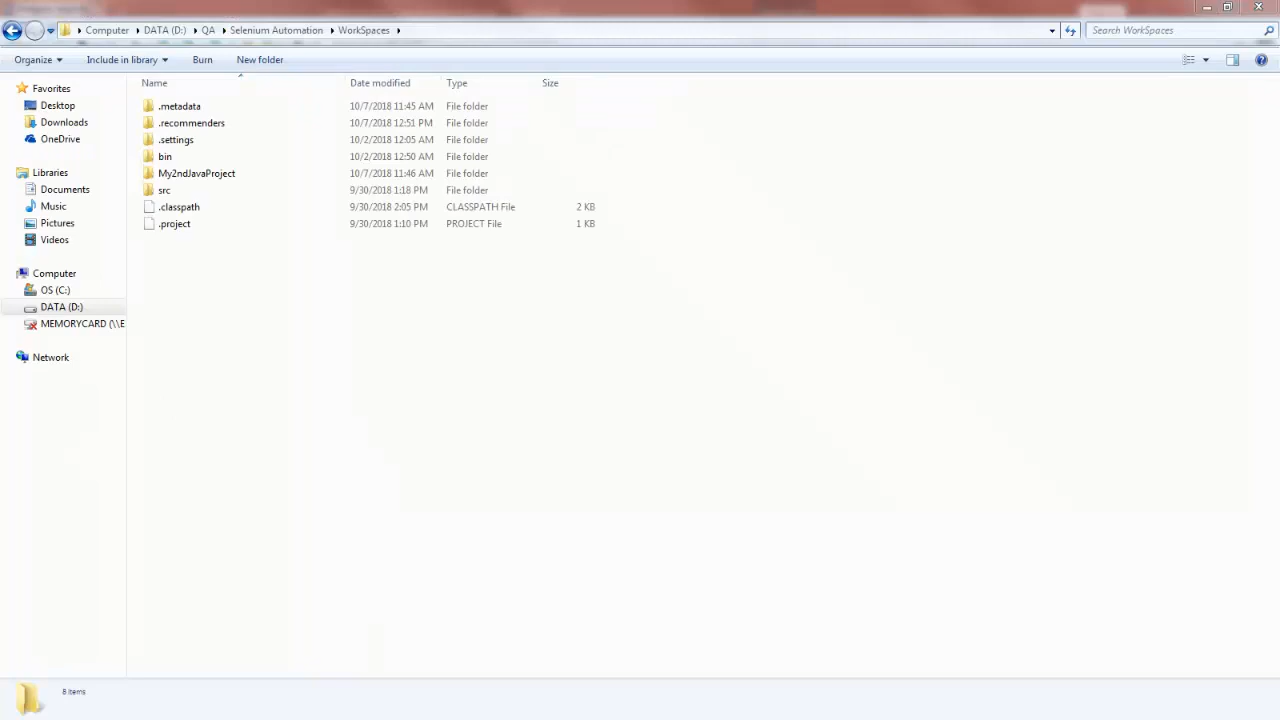 Computer DATA (D:) QA Selenium Automation WorkSpaces Search WorkSpaces
Organize Include in library Burn New folder
Name Date modified Type Size
Favorites
Desktop
Downloads
OneDrive
Libraries
Documents
Music
Pictures
Videos
Computer
OS (C:)
DATA (D:)
MEMORYCARD (\\E
Network
.metadata 10/7/2018 11:45 AM File folder
.recommenders 10/7/2018 12:51 PM File folder
.settings 10/2/2018 12:05 AM File folder
bin 10/2/2018 12:50 AM File folder
My2ndJavaProject 10/7/2018 11:46 AM File folder
src 9/30/2018 1:18 PM File folder
.classpath 9/30/2018 2:05 PM CLASSPATH File 2 KB
.project 9/30/2018 1:10 PM PROJECT File 1 KB
8 items